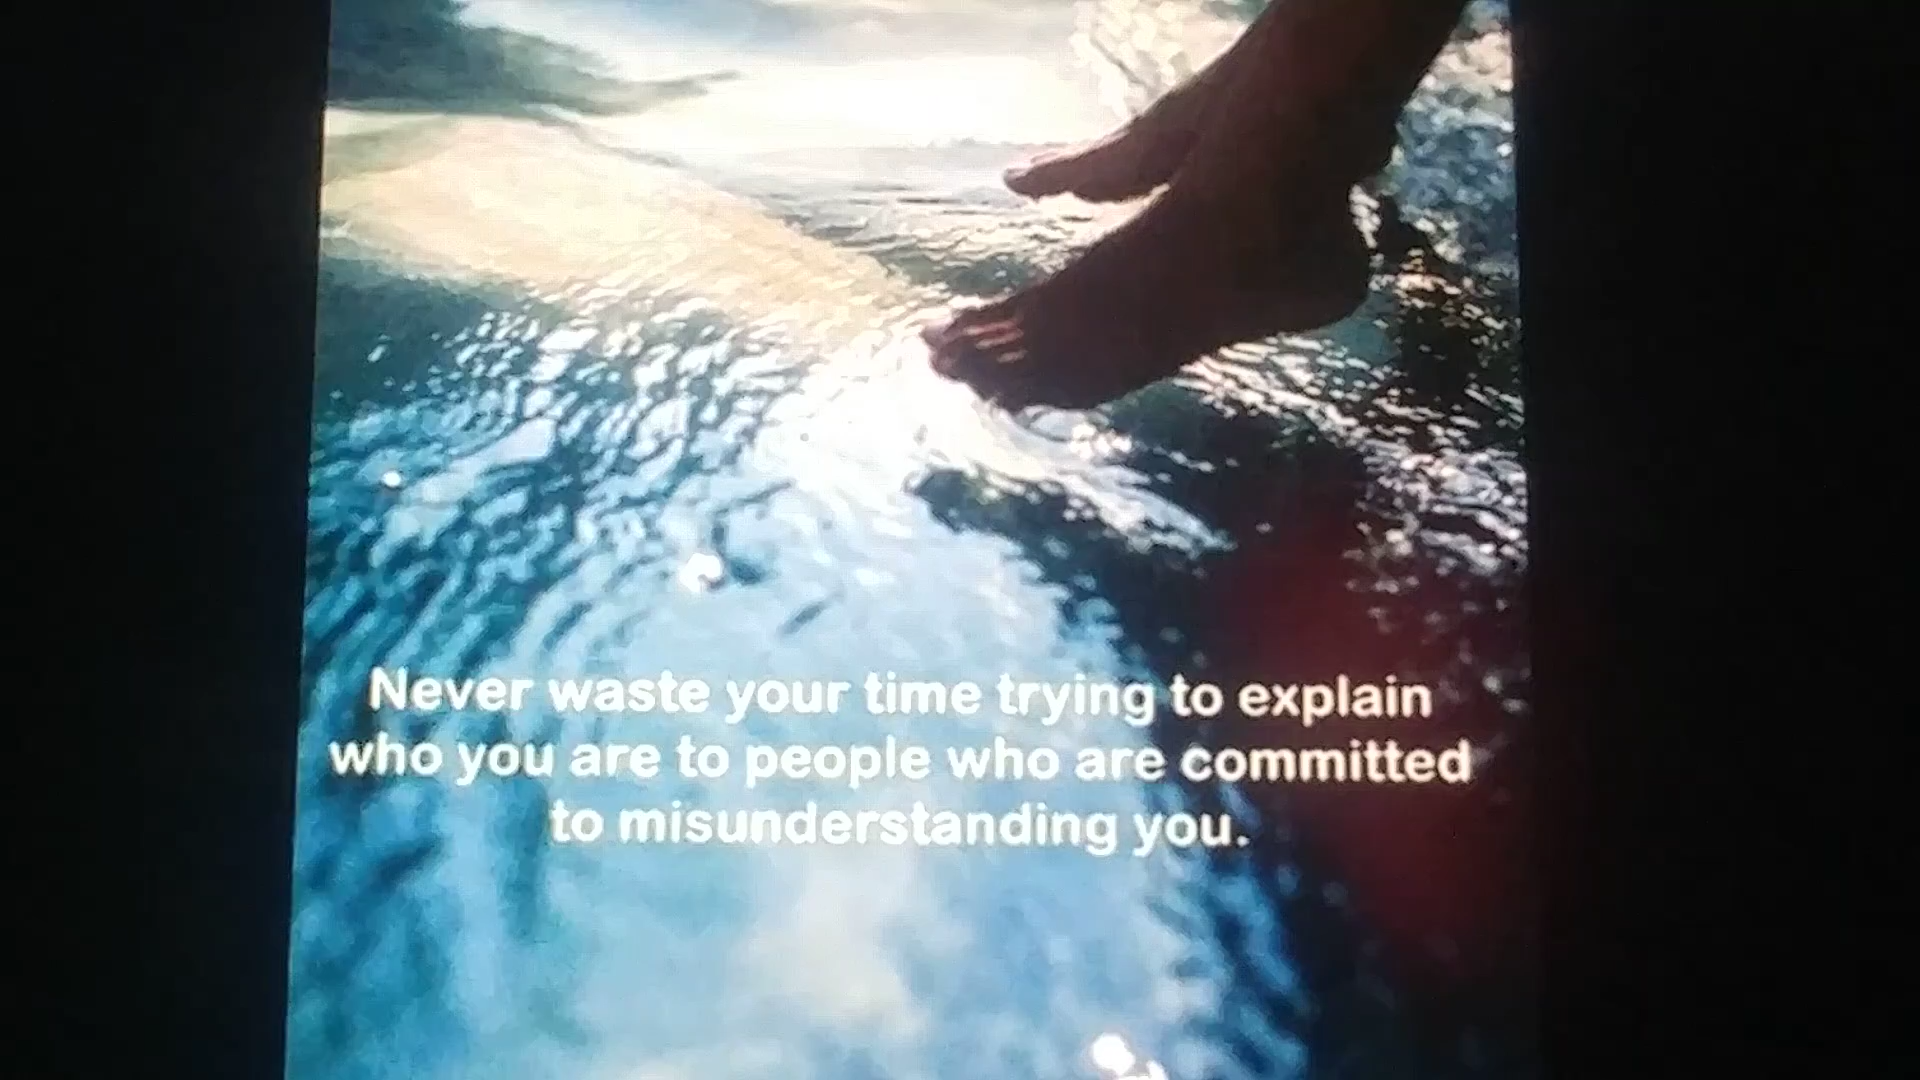 Never waste your time trying to explain
who you are to people who are committed
to misunderstanding you.